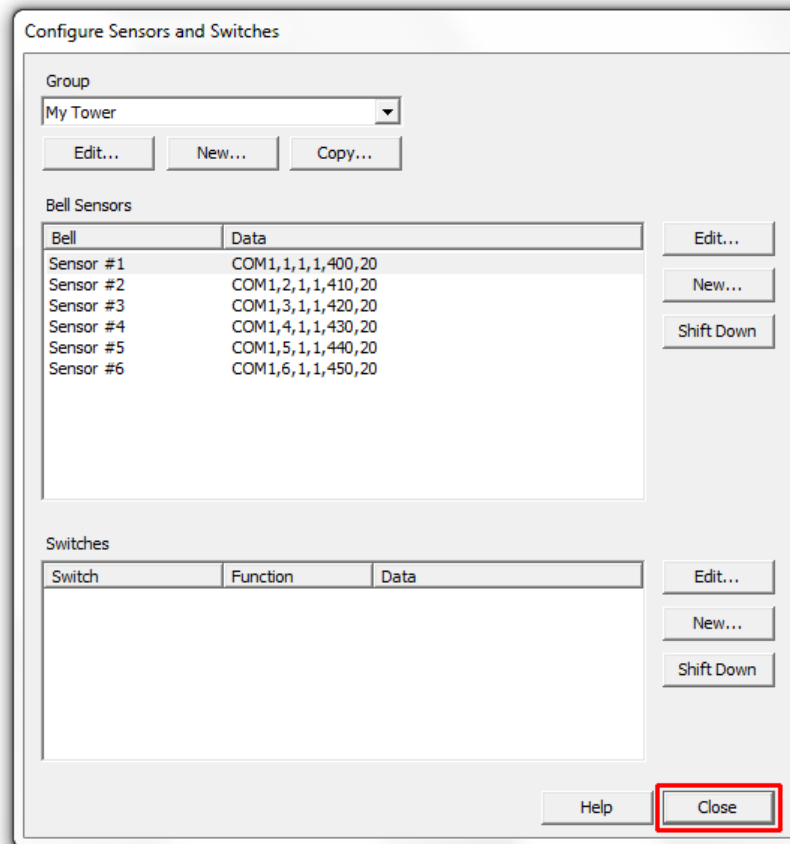 Configure Sensors and Switches
Group
My Tower
Edit... New... Copy...
Bell Sensors
Bell Data Edit...
Sensor #1 COM1,1,1,1,400,20
Sensor #2 COM1,2,1,1,410,20 New...
Sensor #3 COM1,3,1,1,420,20
Sensor #4 COM1,4,1,1,430,20 Shift Down
Sensor #5 COM1,5,1,1,440,20
Sensor #6 COM1,6,1,1,450,20
Switches
Switch Function Data Edit...
New...
Shift Down
Help Close